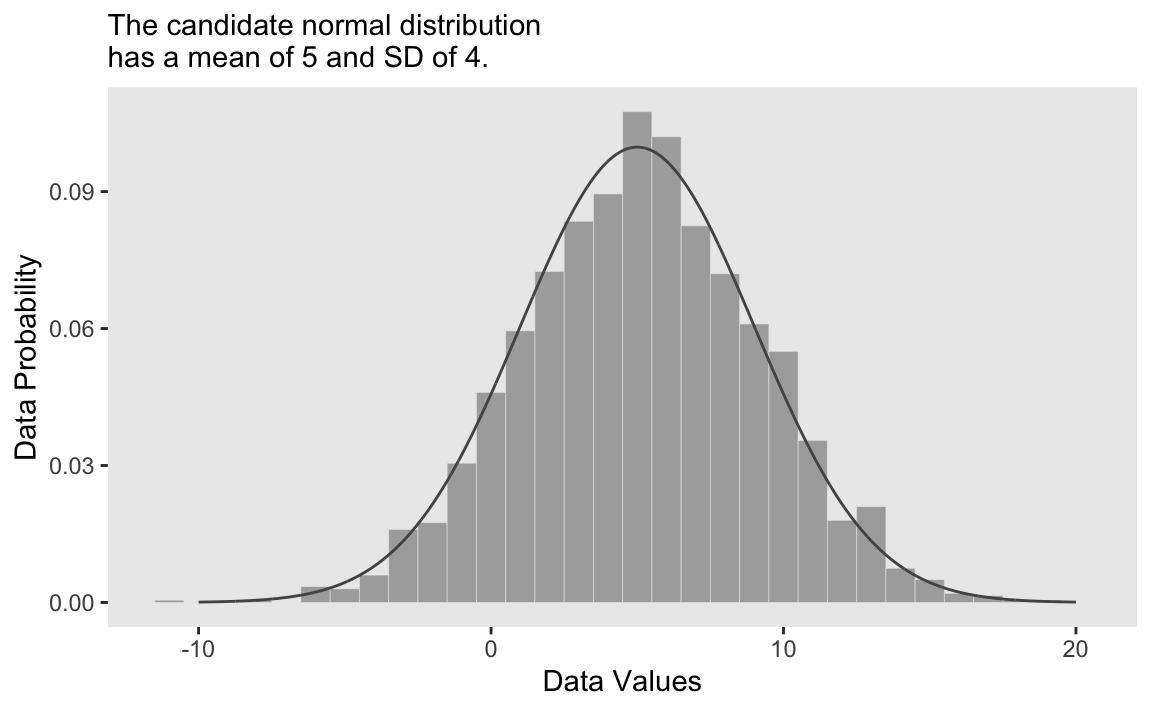 The candidate normal distribution
has a mean of 5 and SD of 4.
Data Probability
0.09
0.06
0.03
0.00
-10 0 10 20
Data Values